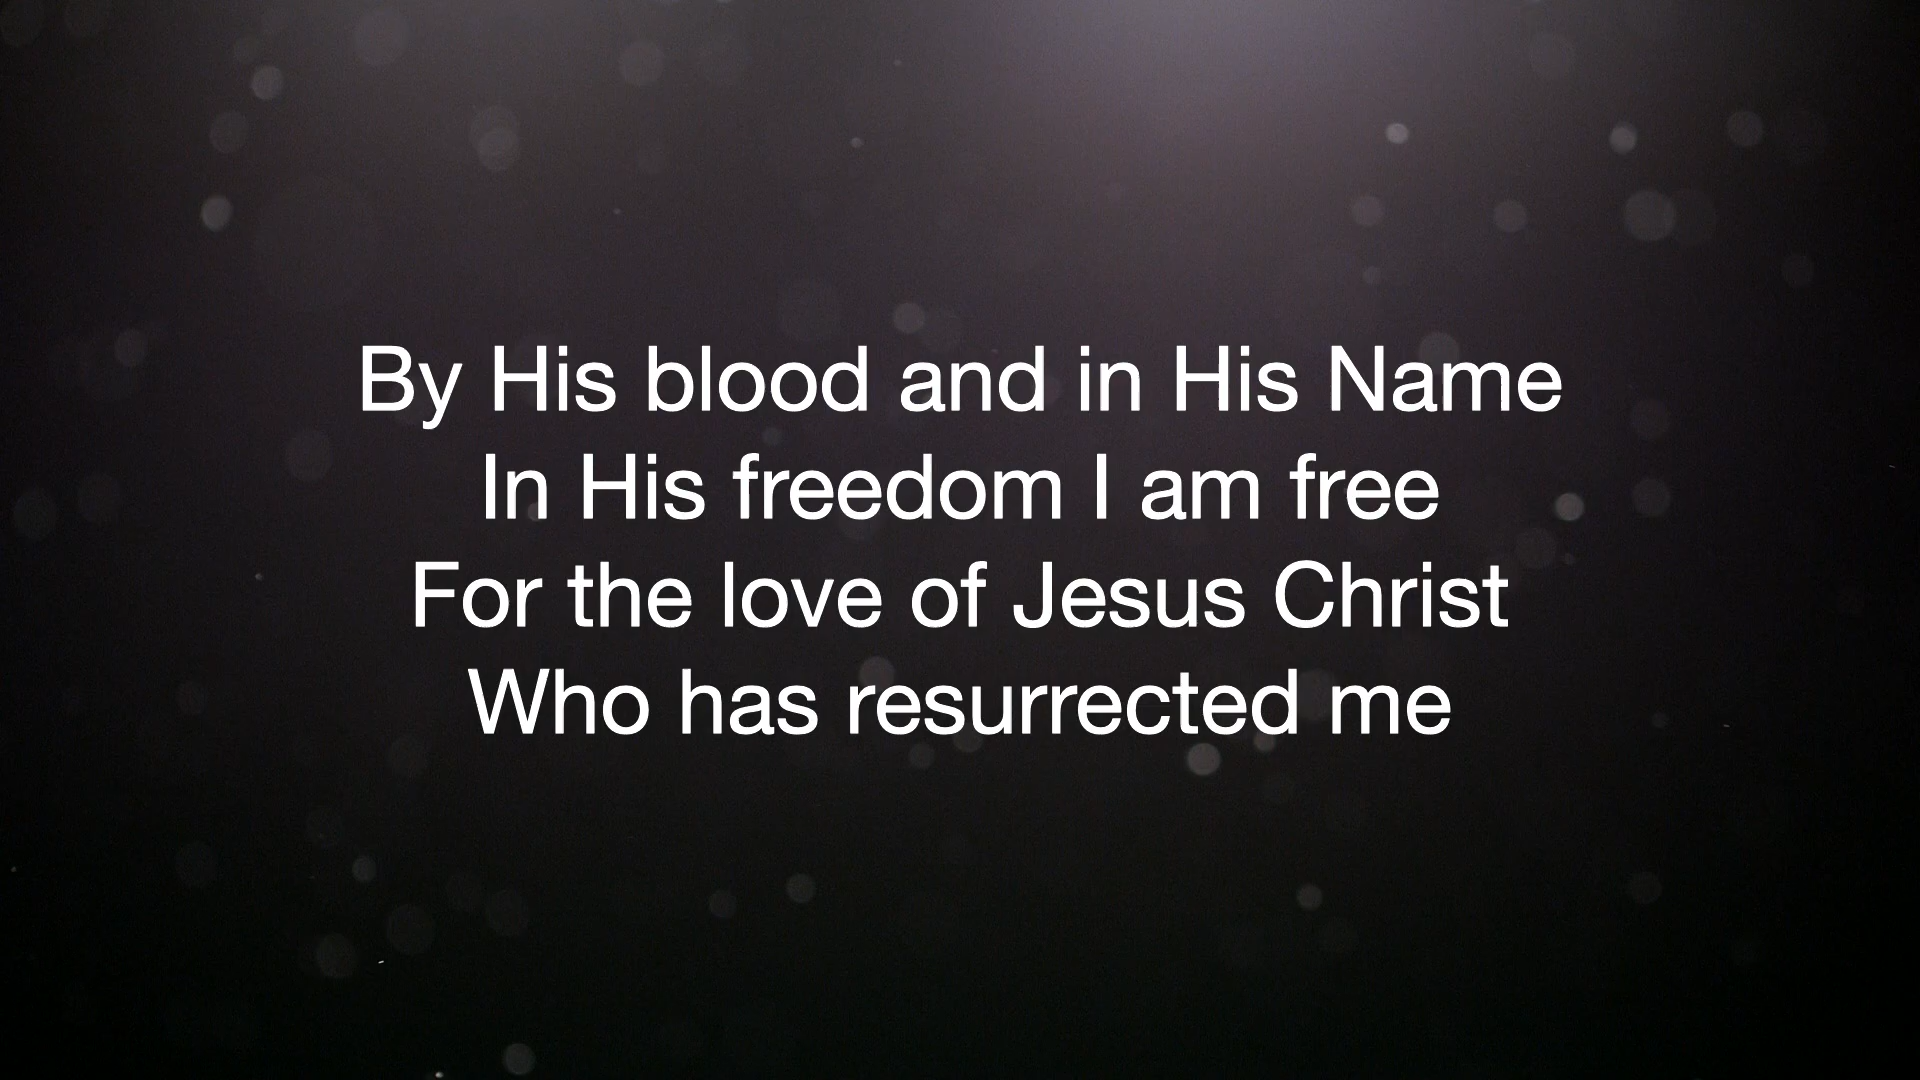 By His blood and in His Name
In His freedom I am free
For the love of Jesus Christ
Who has resurrected me